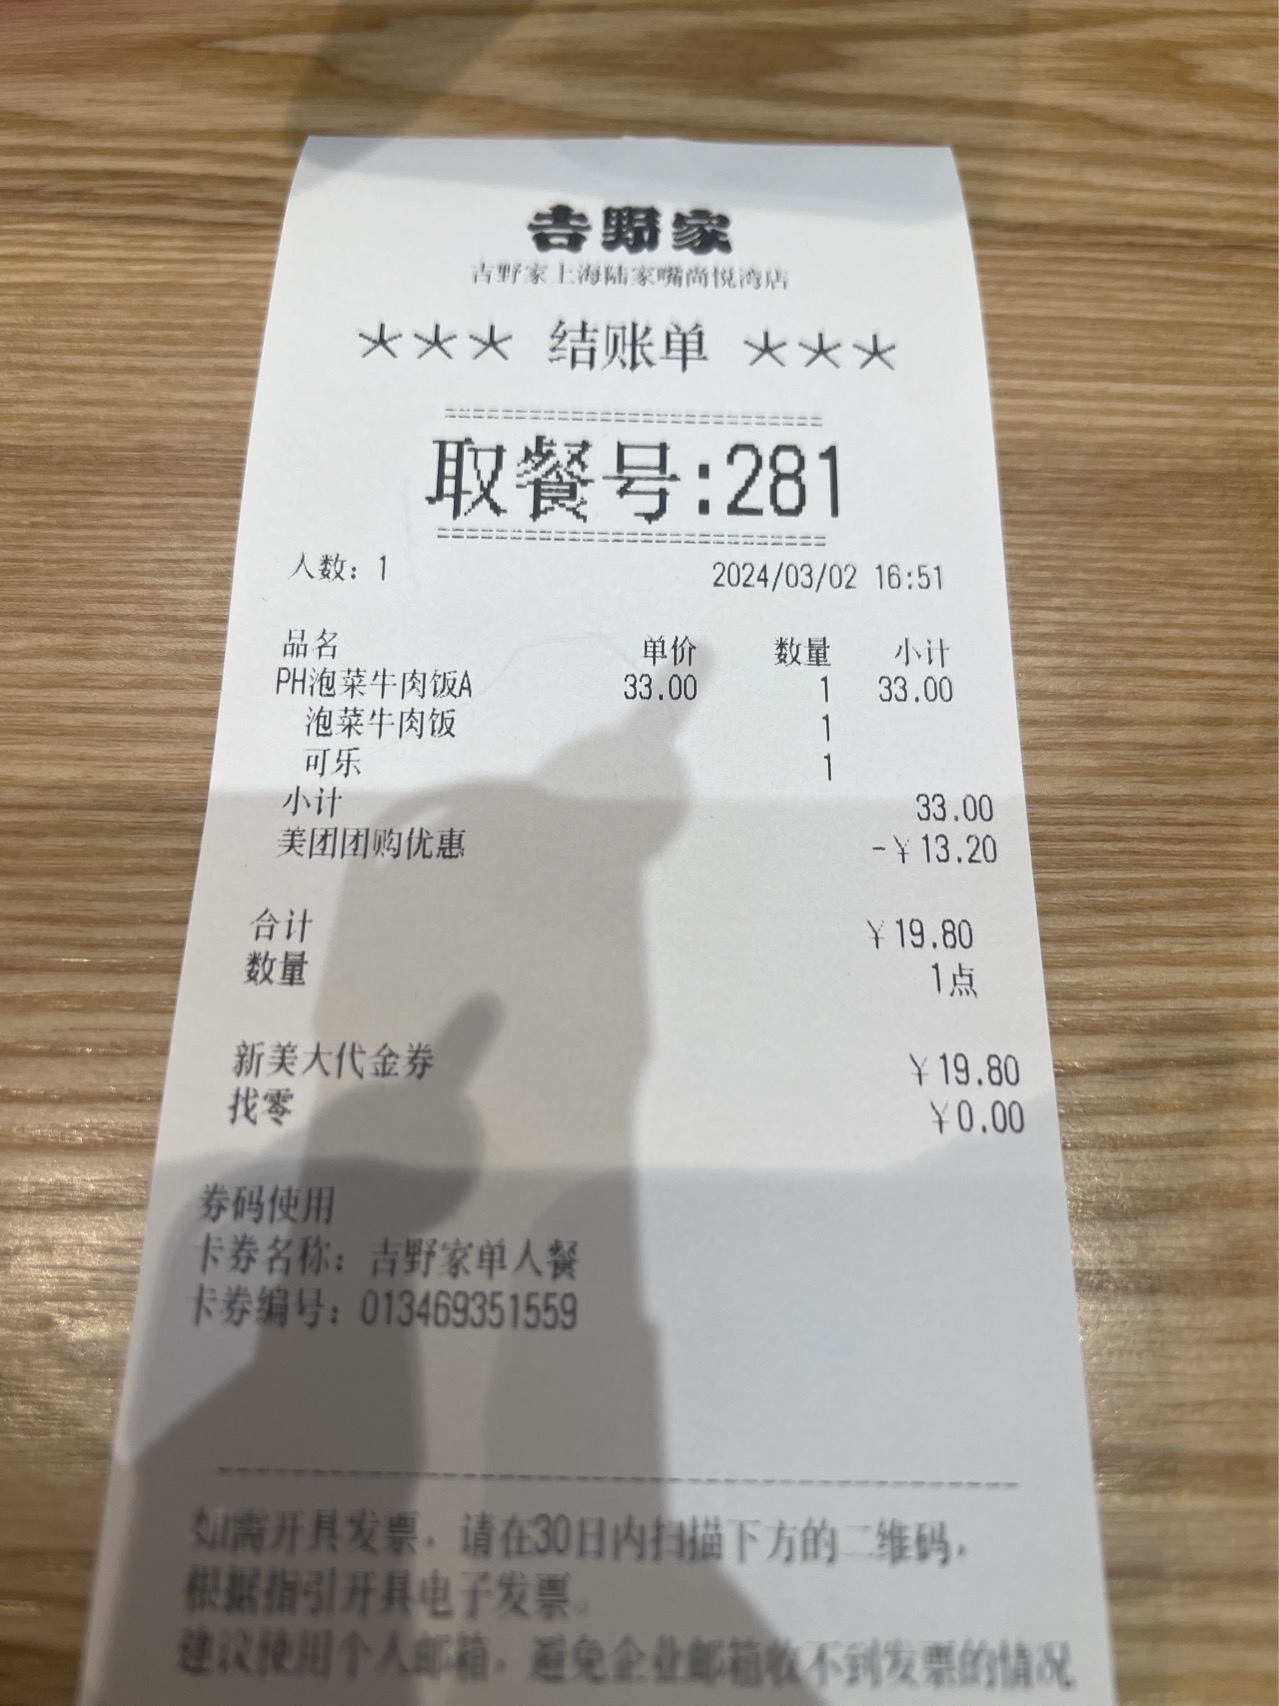 吉野家
吉野家上海陆家嘴尚悦湾店
*** 结账单 ***
==========================
取餐号:281
==========================
人数: 1 2024/03/02 16:51
品名 单价 数量 小计
PH泡菜牛肉饭A 33.00 1 33.00
泡菜牛肉饭 1
可乐 1
小计 33.00
美团团购优惠 -¥13.20
合计 ¥19.80
数量 1点
新美大代金券 ¥19.80
找零 ¥0.00
券码使用
卡券名称: 吉野家单人餐
卡券编号: 013469351559
--------------------------------
如需开具发票，请在30日内扫描下方的二维码，
根据指引开具电子发票。
建议使用个人邮箱，避免企业邮箱收不到发票的情况